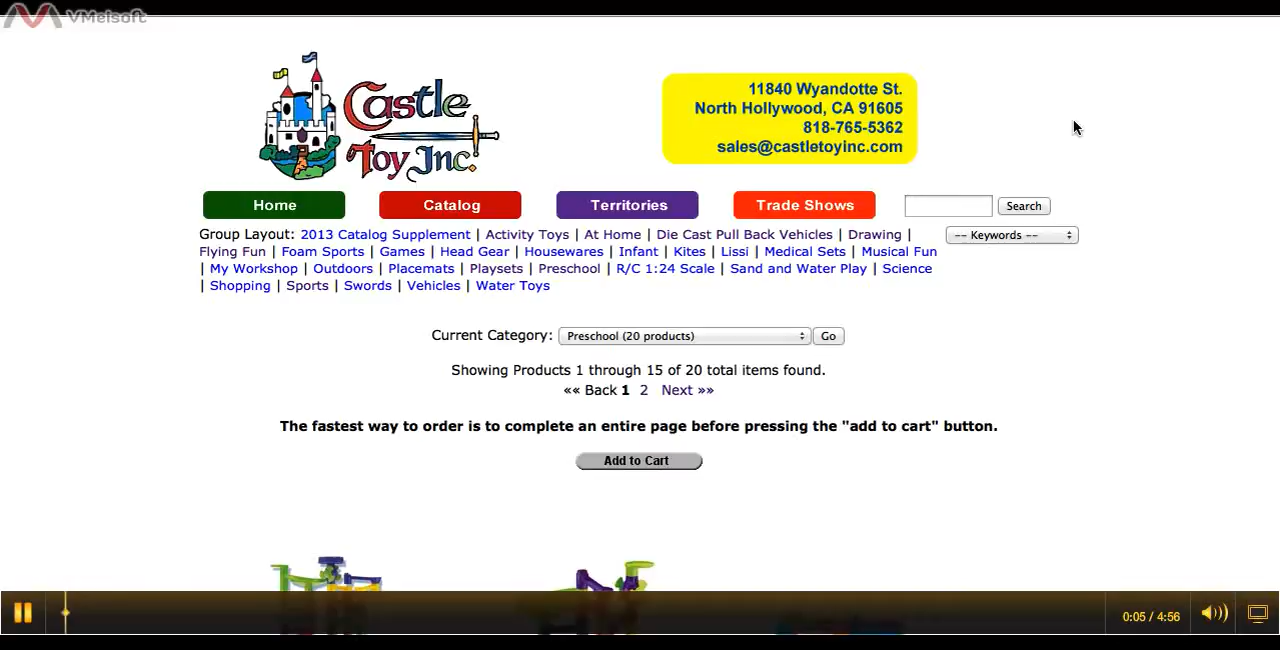 VMeisoft
Castle
Toy, Inc.
11840 Wyandotte St.
North Hollywood, CA 91605
818-765-5362
sales@castletoyinc.com
Home Catalog Territories Trade Shows Search
Group Layout: 2013 Catalog Supplement | Activity Toys | At Home | Die Cast Pull Back Vehicles | Drawing | -- Keywords --
Flying Fun | Foam Sports | Games | Head Gear | Housewares | Infant | Kites | Lissi | Medical Sets | Musical Fun
| My Workshop | Outdoors | Placemats | Playsets | Preschool | R/C 1:24 Scale | Sand and Water Play | Science
| Shopping | Sports | Swords | Vehicles | Water Toys
Current Category: Preschool (20 products) Go
Showing Products 1 through 15 of 20 total items found.
«« Back 1 2 Next »»
The fastest way to order is to complete an entire page before pressing the "add to cart" button.
Add to Cart
0:05 / 4:56